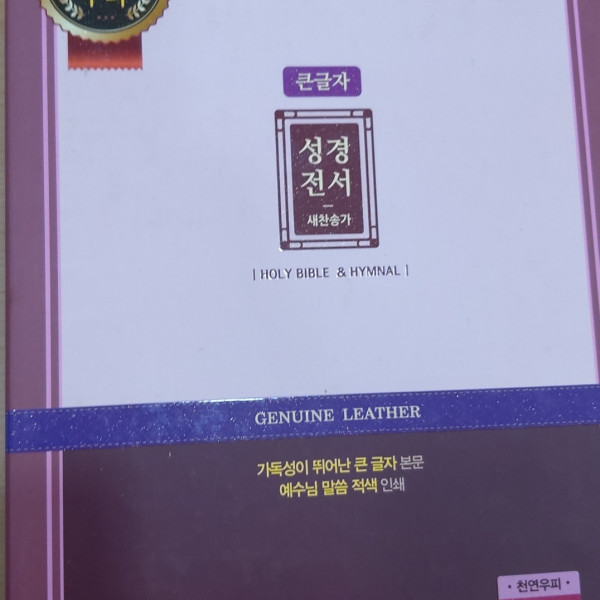 큰글자
성경
전서
새찬송가
| HOLY BIBLE & HYMNAL |
GENUINE LEATHER
가독성이 뛰어난 큰 글자 본문
예수님 말씀 적색 인쇄
· 천연우피 ·